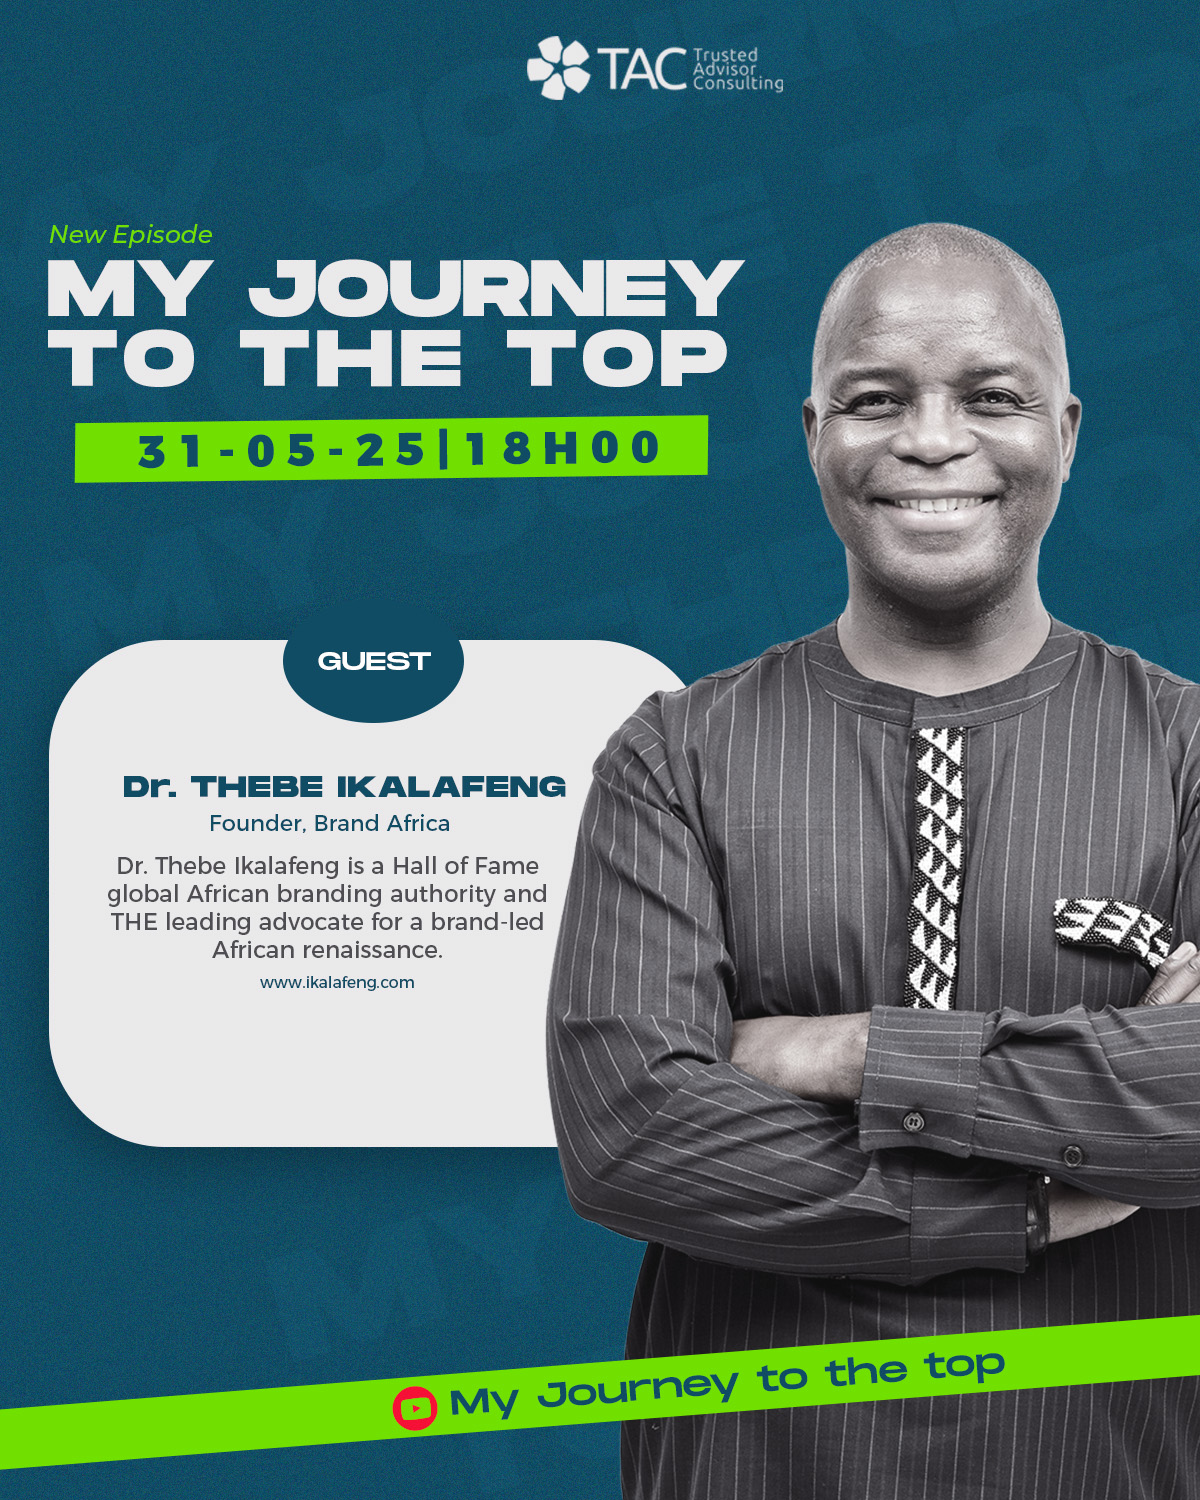 TAC Trusted
Advisor
Consulting
New Episode
MY JOURNEY
TO THE TOP
31-05-25|18H00
GUEST
Dr. THEBE IKALAFENG
Founder, Brand Africa
Dr. Thebe Ikalafeng is a Hall of Fame
global African branding authority and
THE leading advocate for a brand-led
African renaissance.
www.ikalafeng.com
My Journey to the top